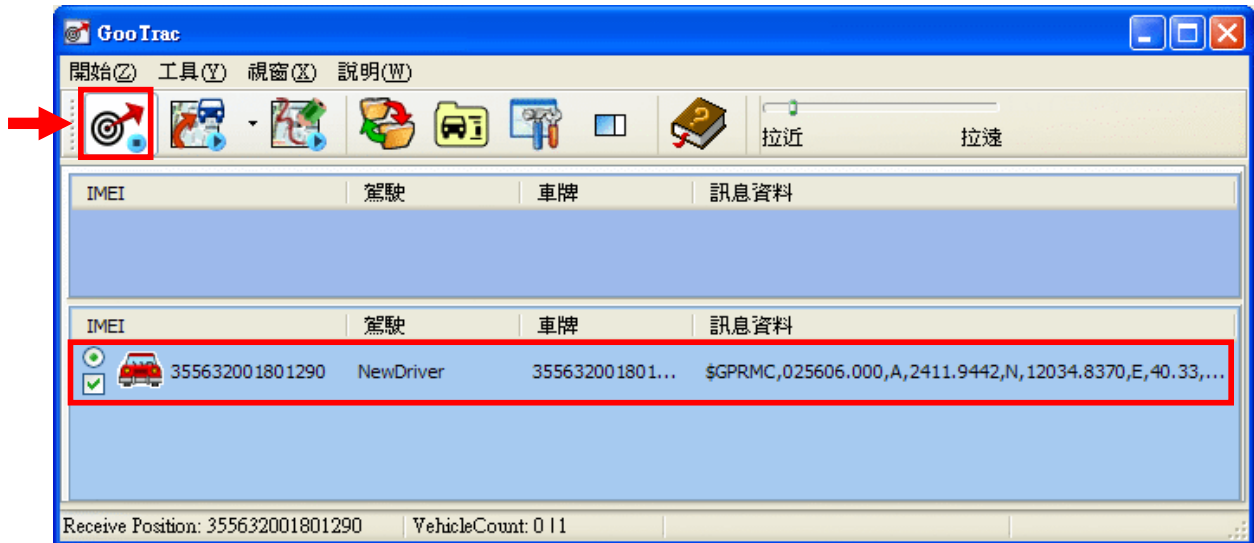 GooTrac
開始(Z) 工具(Y) 視窗(X) 說明(W)
拉近 拉遠
IMEI 駕駛 車牌 訊息資料
IMEI 駕駛 車牌 訊息資料
355632001801290 NewDriver 355632001801... $GPRMC,025606.000,A,2411.9442,N,12034.8370,E,40.33,...
Receive Position: 355632001801290 VehicleCount: 0 | 1